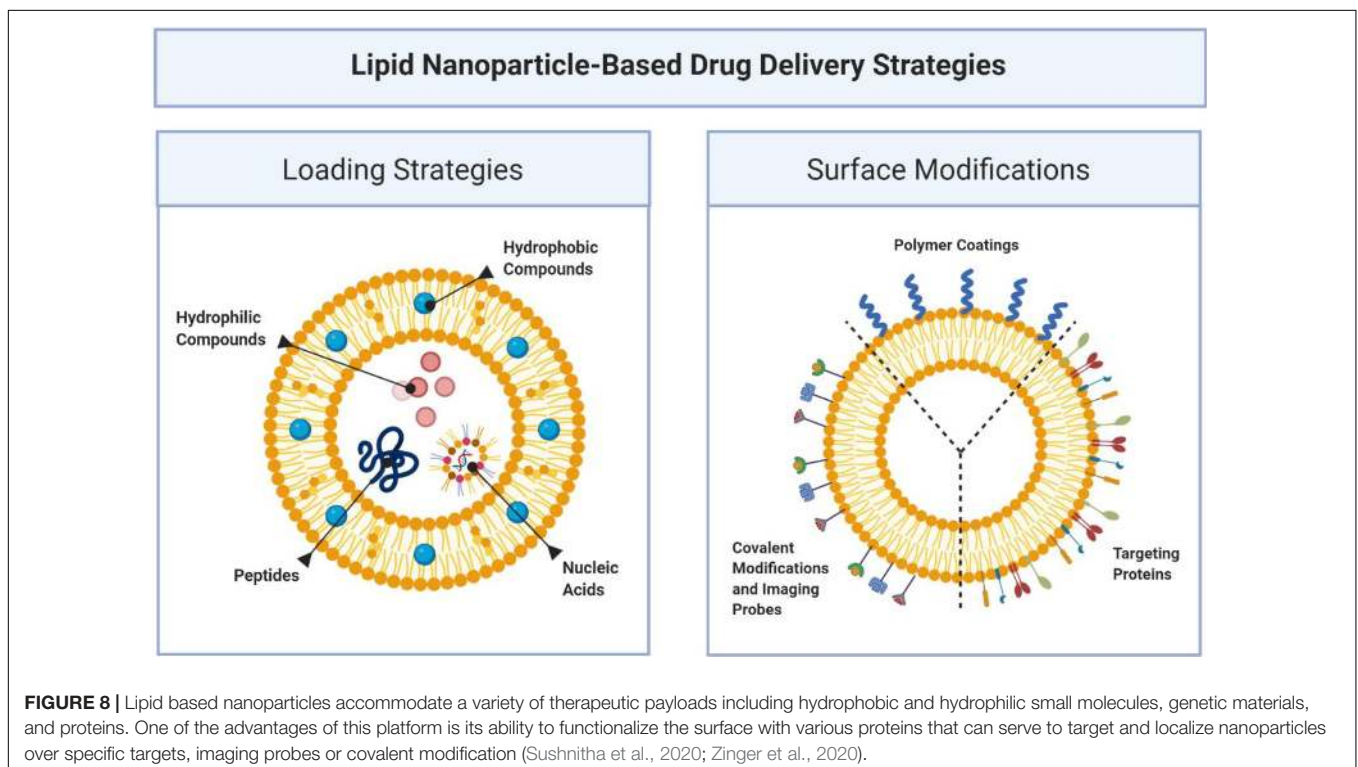 Lipid Nanoparticle-Based Drug Delivery Strategies
Loading Strategies
Hydrophobic
Compounds
Hydrophilic
Compounds
Peptides
Nucleic
Acids
Surface Modifications
Polymer Coatings
Covalent
Modifications
and Imaging
Probes
Targeting
Proteins
FIGURE 8 | Lipid based nanoparticles accommodate a variety of therapeutic payloads including hydrophobic and hydrophilic small molecules, genetic materials,
and proteins. One of the advantages of this platform is its ability to functionalize the surface with various proteins that can serve to target and localize nanoparticles
over specific targets, imaging probes or covalent modification (Sushnitha et al., 2020; Zinger et al., 2020).